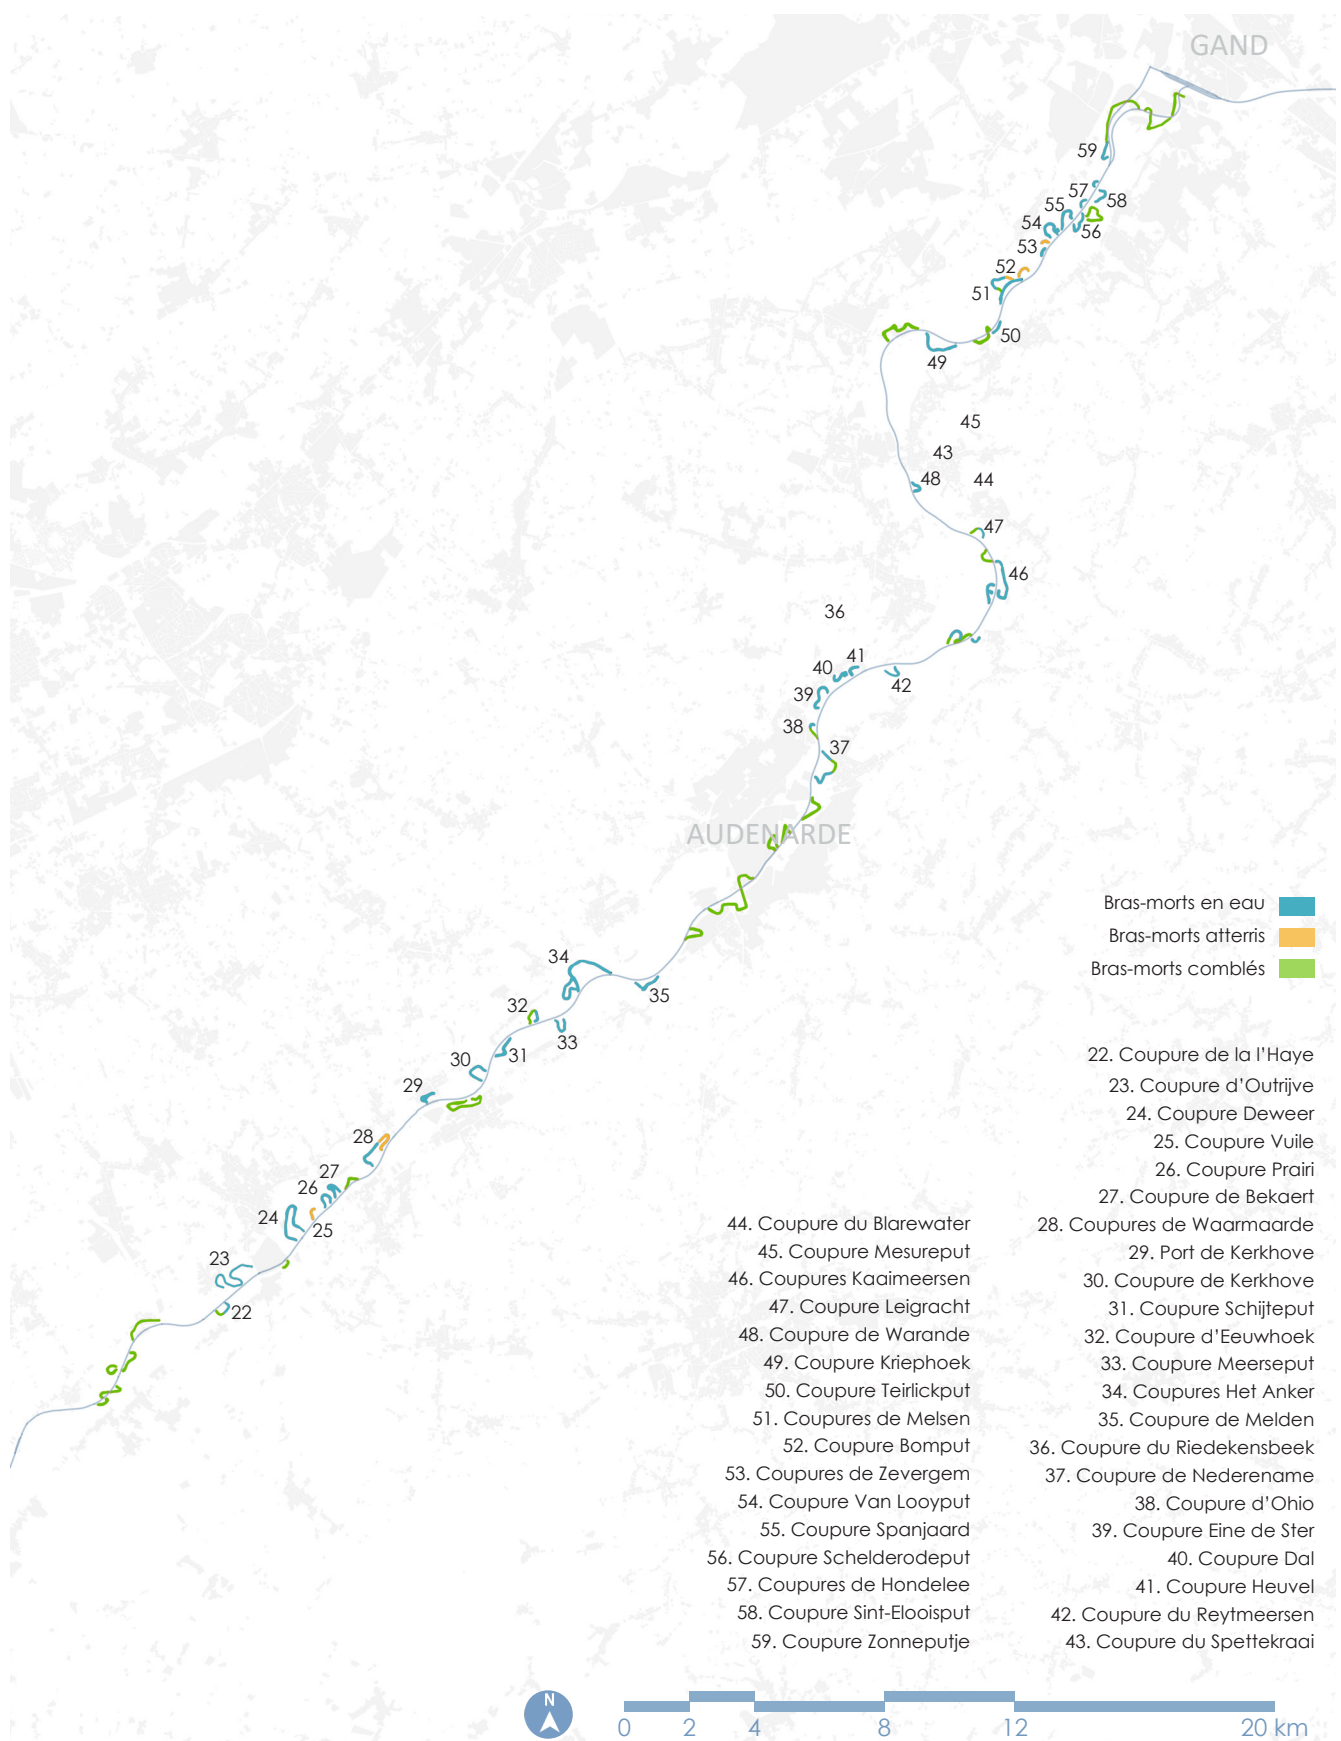 GAND
59
57
58
55
54
56
53
52
51
50
49
45
43
48
44
47
46
36
41
40
42
39
38
37
AUDENARDE
Bras-morts en eau
Bras-morts atterris
Bras-morts comblés
34
35
32
33
31
30
29
28
27
26
25
24
23
22
22. Coupure de la l'Haye
23. Coupure d'Outrijve
24. Coupure Deweer
25. Coupure Vuile
26. Coupure Prairi
27. Coupure de Bekaert
28. Coupures de Waarmaarde
29. Port de Kerkhove
30. Coupure de Kerkhove
31. Coupure Schijteput
32. Coupure d'Eeuwhoek
33. Coupure Meerseput
34. Coupures Het Anker
35. Coupure de Melden
36. Coupure du Riedekensbeek
37. Coupure de Nederename
38. Coupure d'Ohio
39. Coupure Eine de Ster
40. Coupure Dal
41. Coupure Heuvel
42. Coupure du Reytmeersen
43. Coupure du Spettekraai
44. Coupure du Blarewater
45. Coupure Mesureput
46. Coupures Kaaimeersen
47. Coupure Leigracht
48. Coupure de Warande
49. Coupure Kriephoek
50. Coupure Teirlickput
51. Coupures de Melsen
52. Coupure Bomput
53. Coupures de Zevergem
54. Coupure Van Looyput
55. Coupure Spanjaard
56. Coupure Schelderodeput
57. Coupures de Hondelee
58. Coupure Sint-Elooisput
59. Coupure Zonneputje
N
0 2 4 8 12 20 km